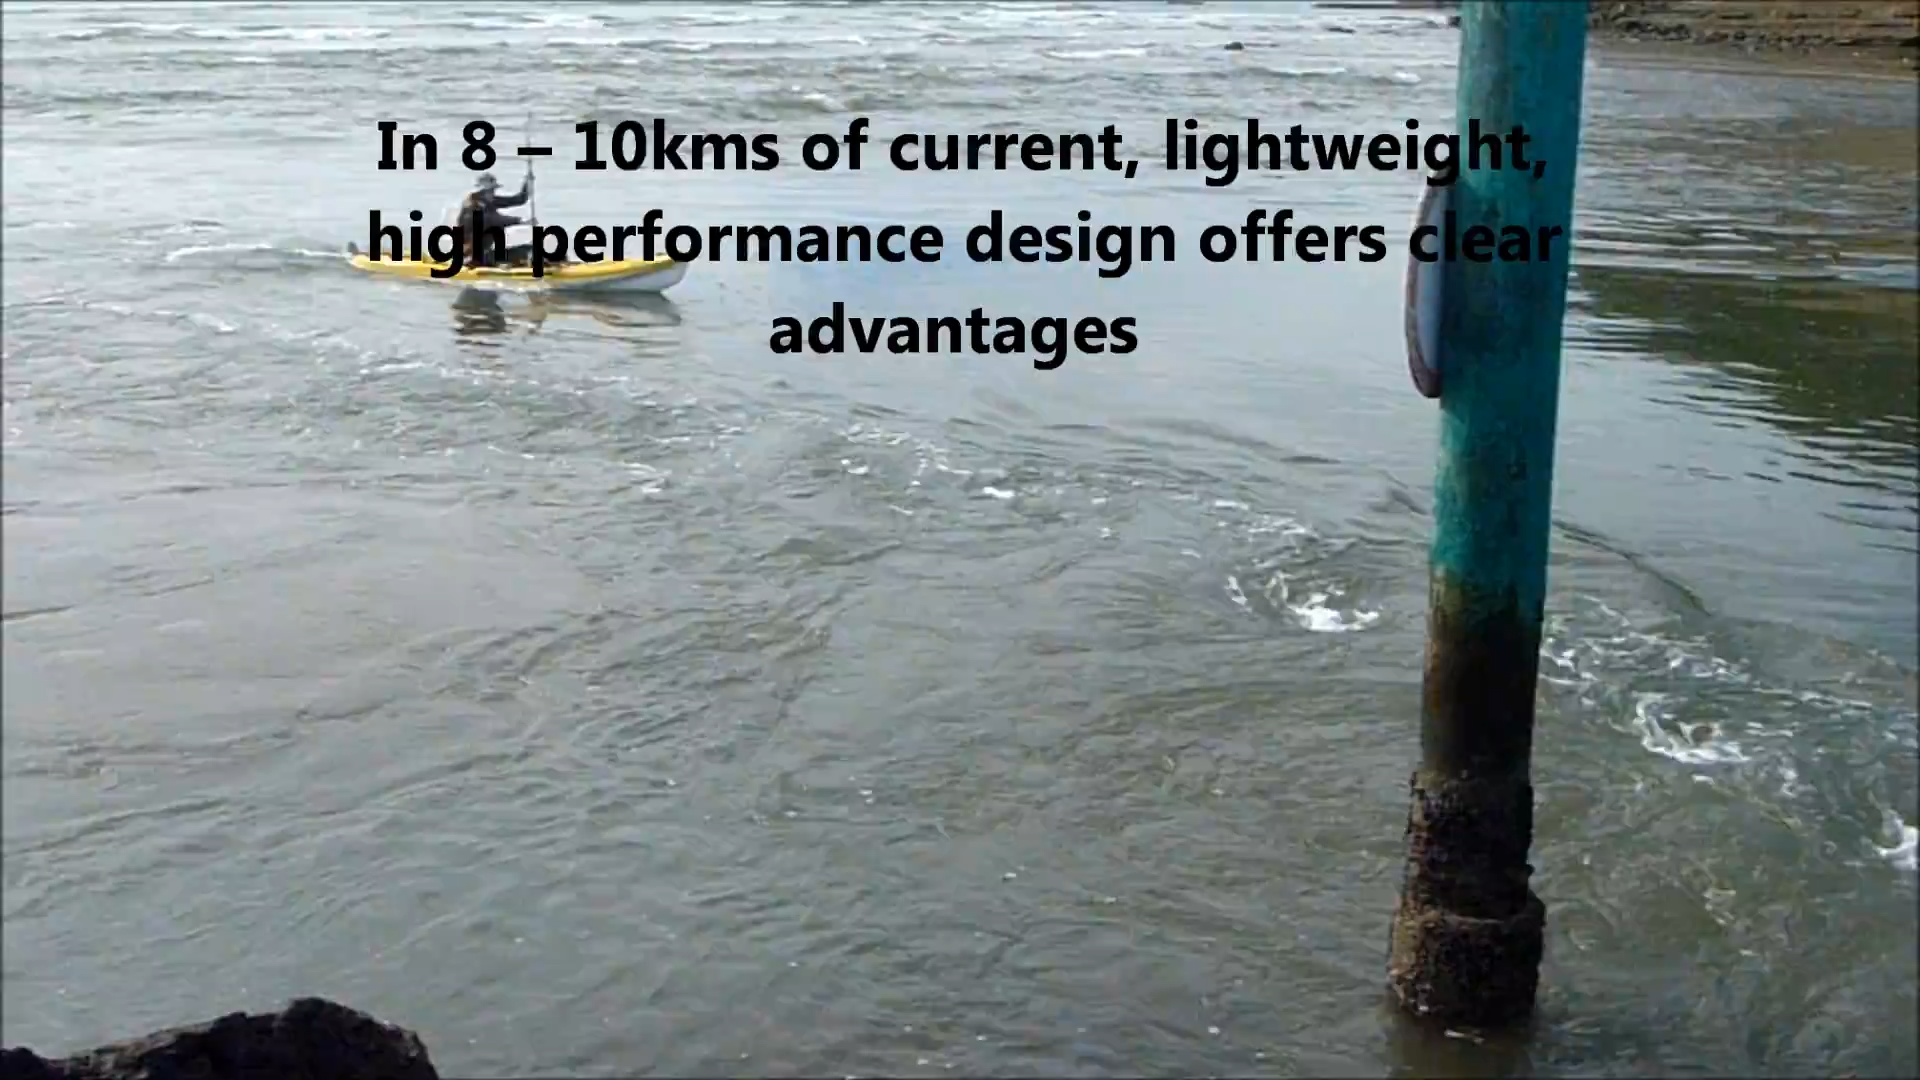 In 8 – 10kms of current, lightweight,
high performance design offers clear
advantages